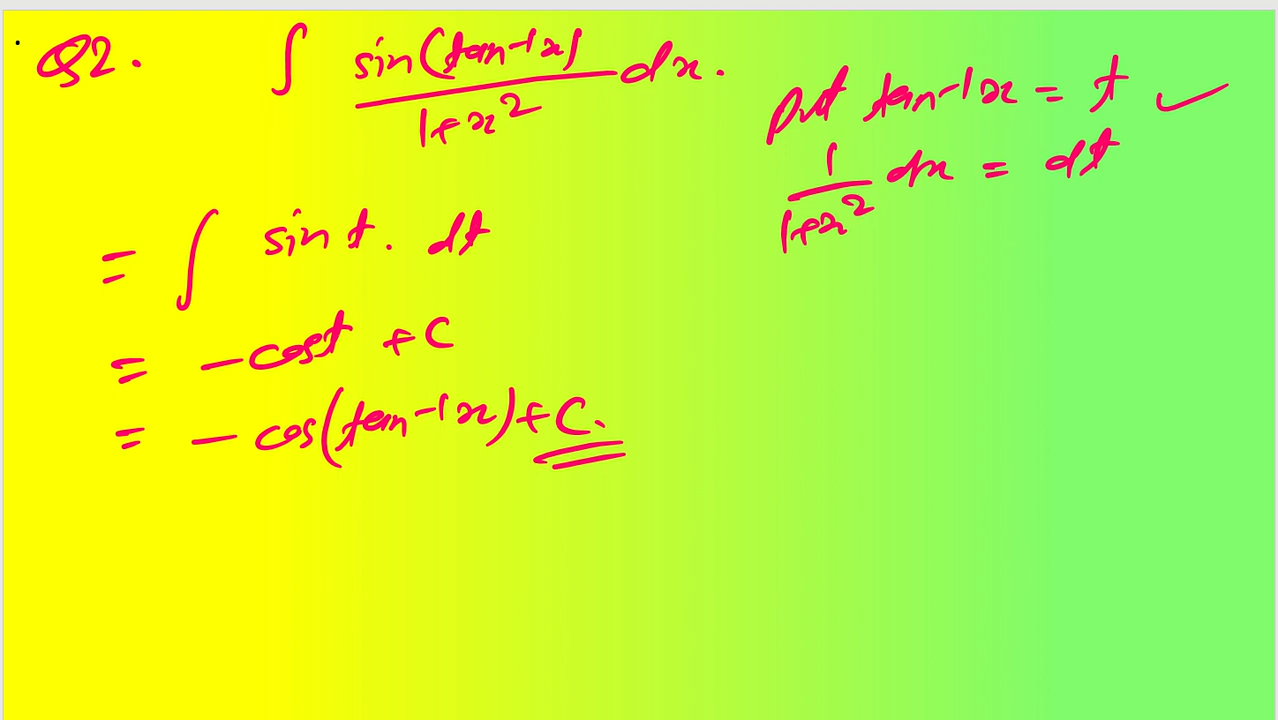 Q2. ∫ sin(tan-1x)/1+x² dx.
Put tan-1x = t ✓
1/1+x² dx = dt
= ∫ sin t. dt
= -cost + C
= - cos(tan-1x) + C.